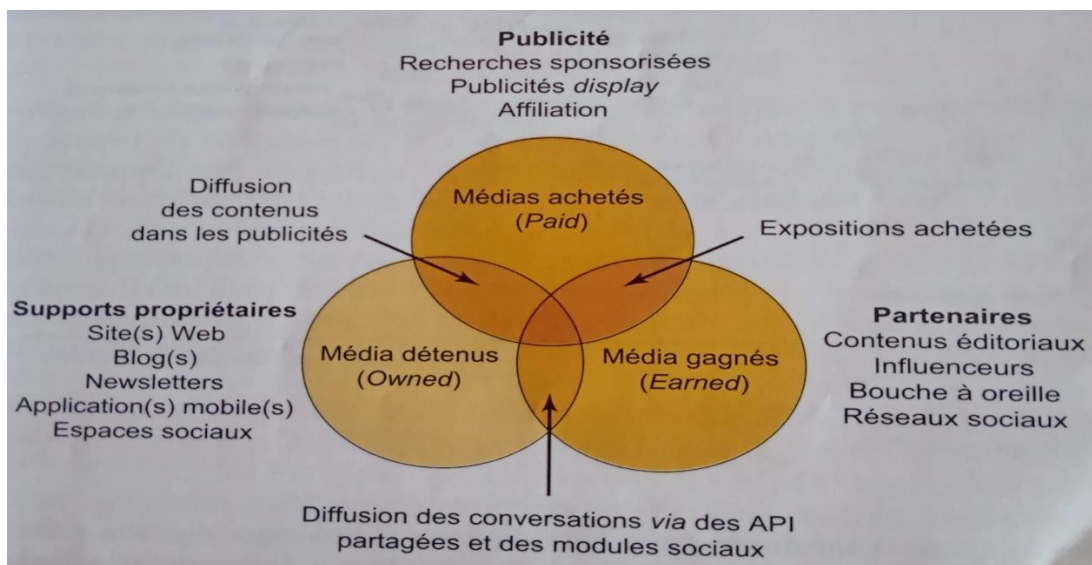 Publicité
Recherches sponsorisées
Publicités display
Affiliation
Diffusion
des contenus
dans les publicités
Médias achetés
(Paid)
Expositions achetées
Supports propriétaires
Site(s) Web
Blog(s)
Newsletters
Application(s) mobile(s)
Espaces sociaux
Média détenus
(Owned)
Média gagnés
(Earned)
Partenaires
Contenus éditoriaux
Influenceurs
Bouche à oreille
Réseaux sociaux
Diffusion des conversations via des API
partagées et des modules sociaux